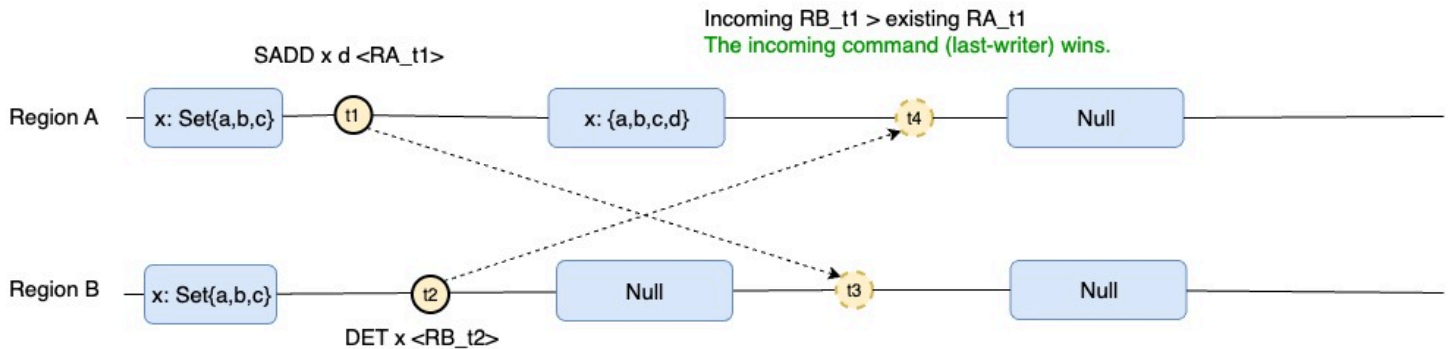 Incoming RB_t1 > existing RA_t1
The incoming command (last-writer) wins.
SADD x d <RA_t1>
Region A
x: Set{a,b,c}
t1
x: {a,b,c,d}
t4
Null
Region B
x: Set{a,b,c}
t2
Null
t3
Null
DET x <RB_t2>